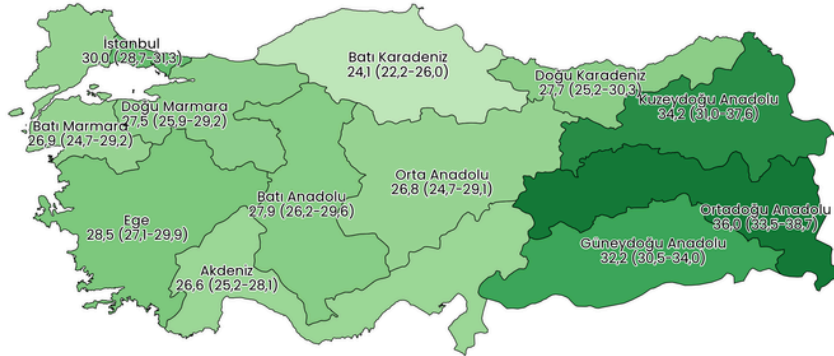 İstanbul
30,0 (28,7-31,3)
Batı Karadeniz
24,1 (22,2-26,0)
Doğu Karadeniz
27,7 (25,2-30,3)
Kuzeydoğu Anadolu
34,2 (31,0-37,6)
Doğu Marmara
27,5 (25,9-29,2)
Batı Marmara
26,9 (24,7-29,2)
Orta Anadolu
26,8 (24,7-29,1)
Batı Anadolu
27,9 (26,2-29,6)
Ortadoğu Anadolu
36,0 (33,5-38,7)
Ege
28,5 (27,1-29,9)
Güneydoğu Anadolu
32,2 (30,5-34,0)
Akdeniz
26,6 (25,2-28,1)